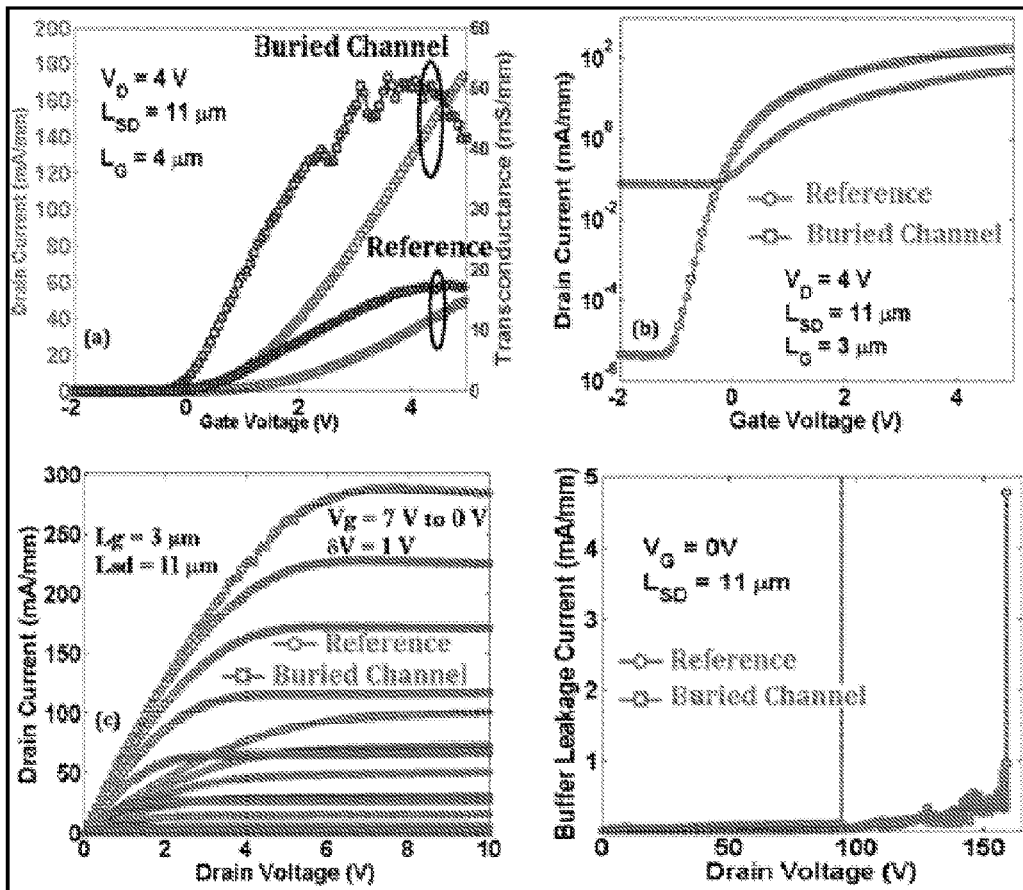 200
180
160
140
120
100
80
60
40
20
0
Drain Current (mA/mm)
Buried Channel
V_D = 4 V
L_SD = 11 µm
L_G = 4 µm
Reference
(a)
-2
0
2
4
Gate Voltage (V)
60
50
40
30
20
10
0
Transconductance (mS/mm)
10^2
10^0
10^-2
10^-4
10^-6
Drain Current (mA/mm)
Reference
Buried Channel
V_D = 4 V
L_SD = 11 µm
L_G = 3 µm
(b)
-2
0
2
4
Gate Voltage (V)
300
250
200
150
100
50
0
Drain Current (mA/mm)
Lg = 3 µm
Lsd = 11 µm
Vg = 7 V to 0 V
δV = 1 V
Reference
Buried Channel
(c)
0
2
4
6
8
10
Drain Voltage (V)
5
4
3
2
1
Buffer Leakage Current (mA/mm)
V_G = 0V
L_SD = 11 µm
Reference
Buried Channel
0
50
100
150
Drain Voltage (V)